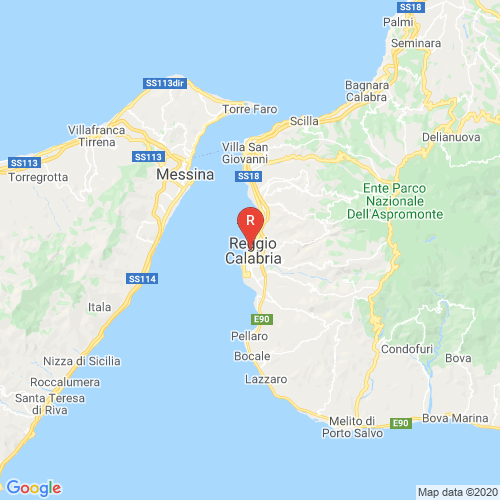 SS18
Palmi
Seminara
SS113dir
Bagnara
Calabra
Torre Faro
Scilla
Villafranca
Tirrena
Delianuova
Villa San
Giovanni
SS113
SS113
Torregrotta
Messina
SS18
Ente Parco
Nazionale
Dell'Aspromonte
R
Reggio
Calabria
SS114
Itala
E90
Pellaro
Bocale
Condofuri
Bova
Nizza di Sicilia
Lazzaro
Roccalumera
Santa Teresa
di Riva
Melito di
Porto Salvo
E90
Bova Marina
Google
Map data ©2020